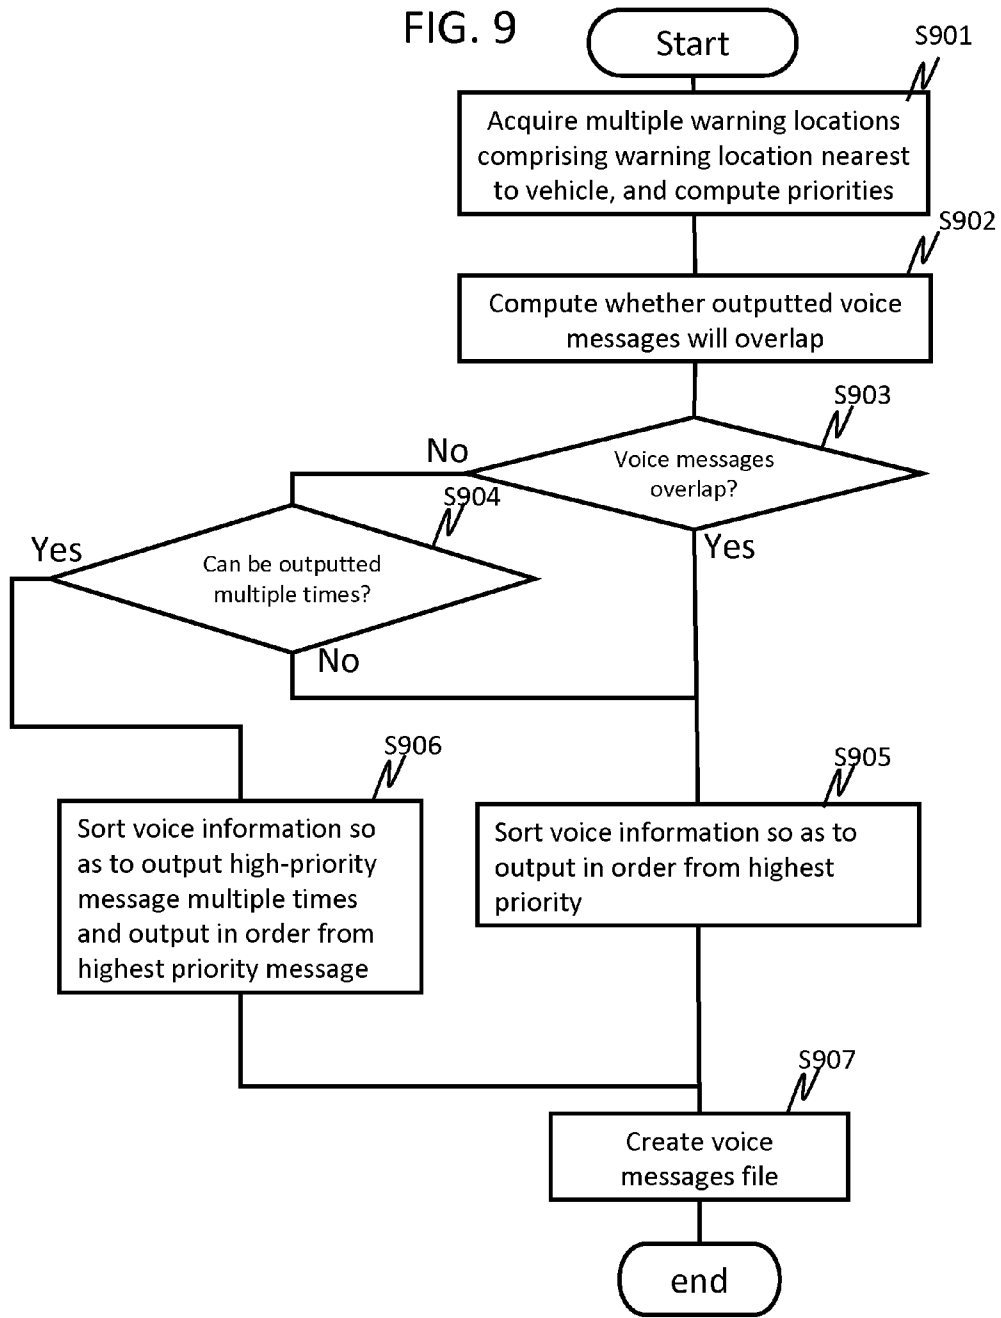 FIG. 9
Start
S901
Acquire multiple warning locations
comprising warning location nearest
to vehicle, and compute priorities
S902
Compute whether outputted voice
messages will overlap
S903
Voice messages
overlap?
No
Yes
S904
Can be outputted
multiple times?
Yes
No
S906
Sort voice information so
as to output high-priority
message multiple times
and output in order from
highest priority message
S905
Sort voice information so as to
output in order from highest
priority
S907
Create voice
messages file
end